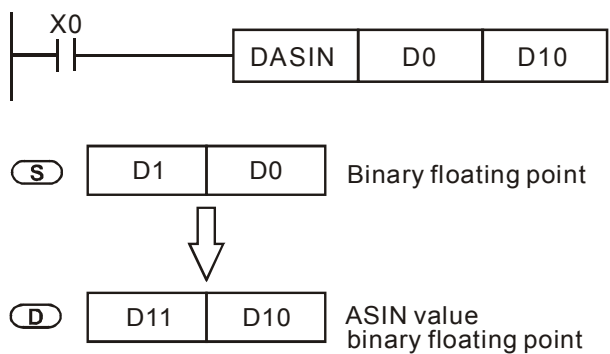 X0
DASIN D0 D10
S D1 D0 Binary floating point
D D11 D10 ASIN value
binary floating point